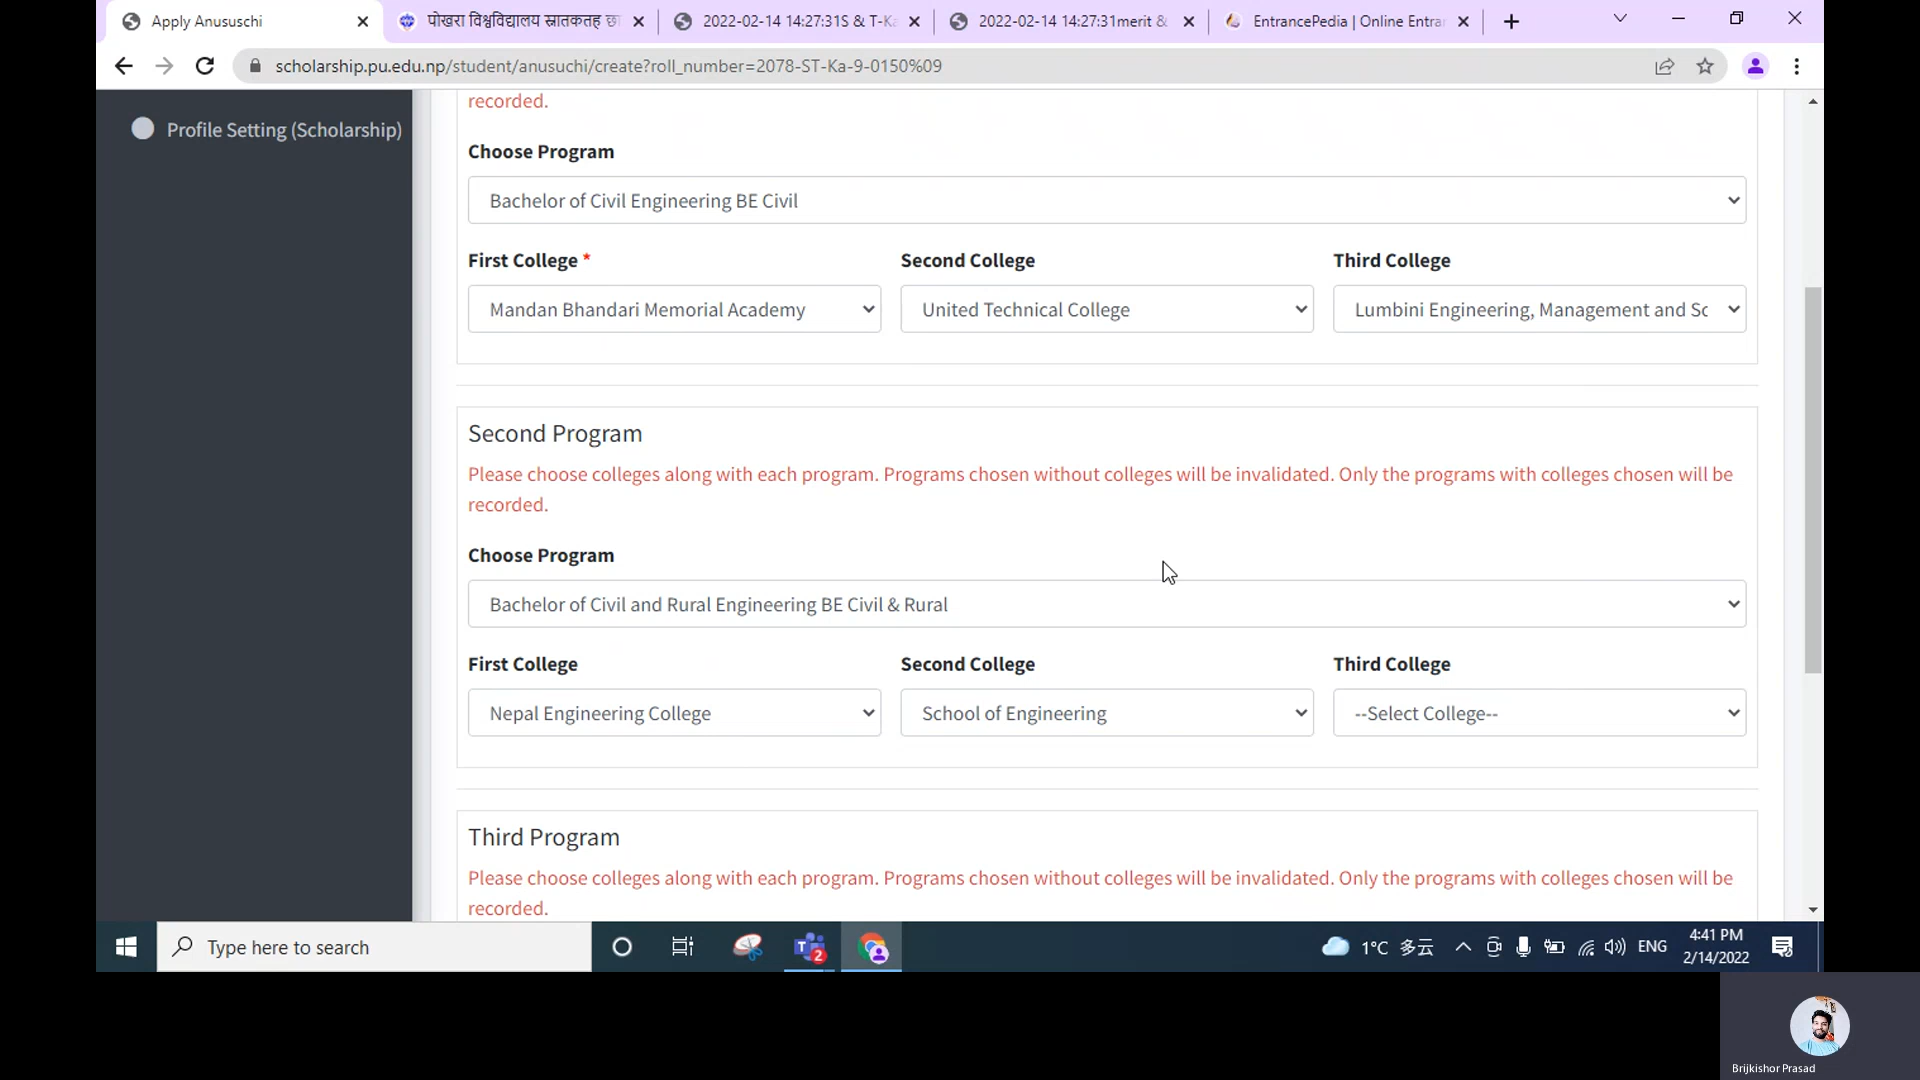 Apply Anususchi
पोखरा विश्वविद्यालय स्नातकतह छा
2022-02-14 14:27:31S & T-Ka
2022-02-14 14:27:31merit &
EntrancePedia | Online Entra
scholarship.pu.edu.np/student/anusuchi/create?roll_number=2078-ST-Ka-9-0150%09
Profile Setting (Scholarship)
recorded.
Choose Program
Bachelor of Civil Engineering BE Civil
First College *
Second College
Third College
Mandan Bhandari Memorial Academy
United Technical College
Lumbini Engineering, Management and Sc
Second Program
Please choose colleges along with each program. Programs chosen without colleges will be invalidated. Only the programs with colleges chosen will be
recorded.
Choose Program
Bachelor of Civil and Rural Engineering BE Civil & Rural
First College
Second College
Third College
Nepal Engineering College
School of Engineering
--Select College--
Third Program
Please choose colleges along with each program. Programs chosen without colleges will be invalidated. Only the programs with colleges chosen will be
recorded.
Type here to search
T
2
1°C 多云
ENG
4:41 PM
2/14/2022
Brijkishor Prasad